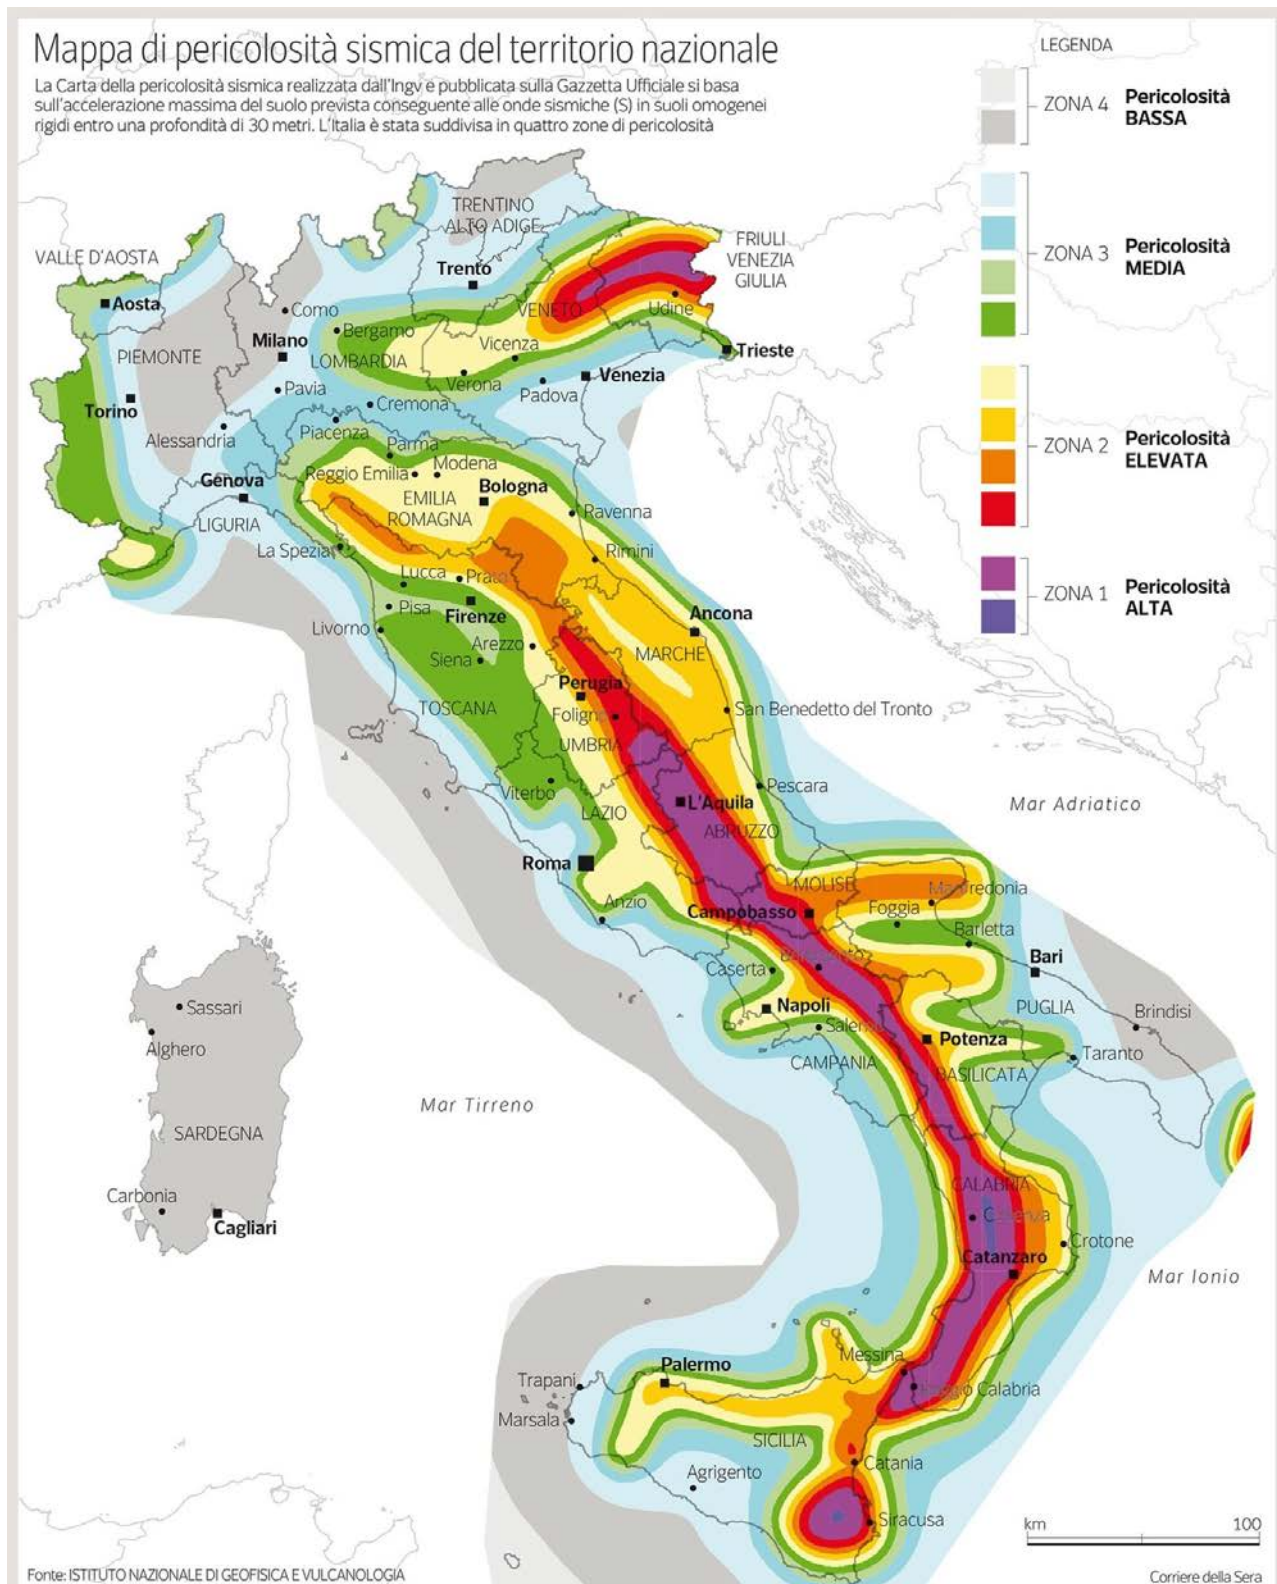 Mappa di pericolosità sismica del territorio nazionale
La Carta della pericolosità sismica realizzata dall'Ingv e pubblicata sulla Gazzetta Ufficiale si basa
sull'accelerazione massima del suolo prevista conseguente alle onde sismiche (S) in suoli omogenei
rigidi entro una profondità di 30 metri. L'Italia è stata suddivisa in quattro zone di pericolosità
LEGENDA
ZONA 4
Pericolosità
BASSA
ZONA 3
Pericolosità
MEDIA
ZONA 2
Pericolosità
ELEVATA
ZONA 1
Pericolosità
ALTA
TRENTINO
ALTO ADIGE
VALLE D'AOSTA
FRIULI
VENEZIA
GIULIA
Trento
Aosta
Como
VENETO
Udine
Bergamo
Milano
Vicenza
Trieste
PIEMONTE
LOMBARDIA
Venezia
Verona
Padova
Pavia
Torino
Cremona
Piacenza
Alessandria
Parma
Modena
Reggio Emilia
Genova
Bologna
EMILIA
ROMAGNA
Ravenna
LIGURIA
La Spezia
Rimini
Lucca
Prato
Pisa
Firenze
Ancona
Livorno
Arezzo
Siena
MARCHE
Perugia
TOSCANA
Foligno
San Benedetto del Tronto
UMBRIA
Viterbo
Pescara
L'Aquila
Mar Adriatico
LAZIO
ABRUZZO
Roma
MOLISE
Manfredonia
Anzio
Campobasso
Foggia
Barletta
Benevento
Bari
Caserta
Napoli
PUGLIA
Brindisi
Sassari
Salerno
Potenza
Alghero
Taranto
CAMPANIA
BASILICATA
Mar Tirreno
SARDEGNA
CALABRIA
Carbonia
Cosenza
Cagliari
Crotone
Catanzaro
Mar Ionio
Messina
Palermo
Trapani
Reggio Calabria
Marsala
SICILIA
Catania
Agrigento
Siracusa
km 100
Fonte: ISTITUTO NAZIONALE DI GEOFISICA E VULCANOLOGIA
Corriere della Sera